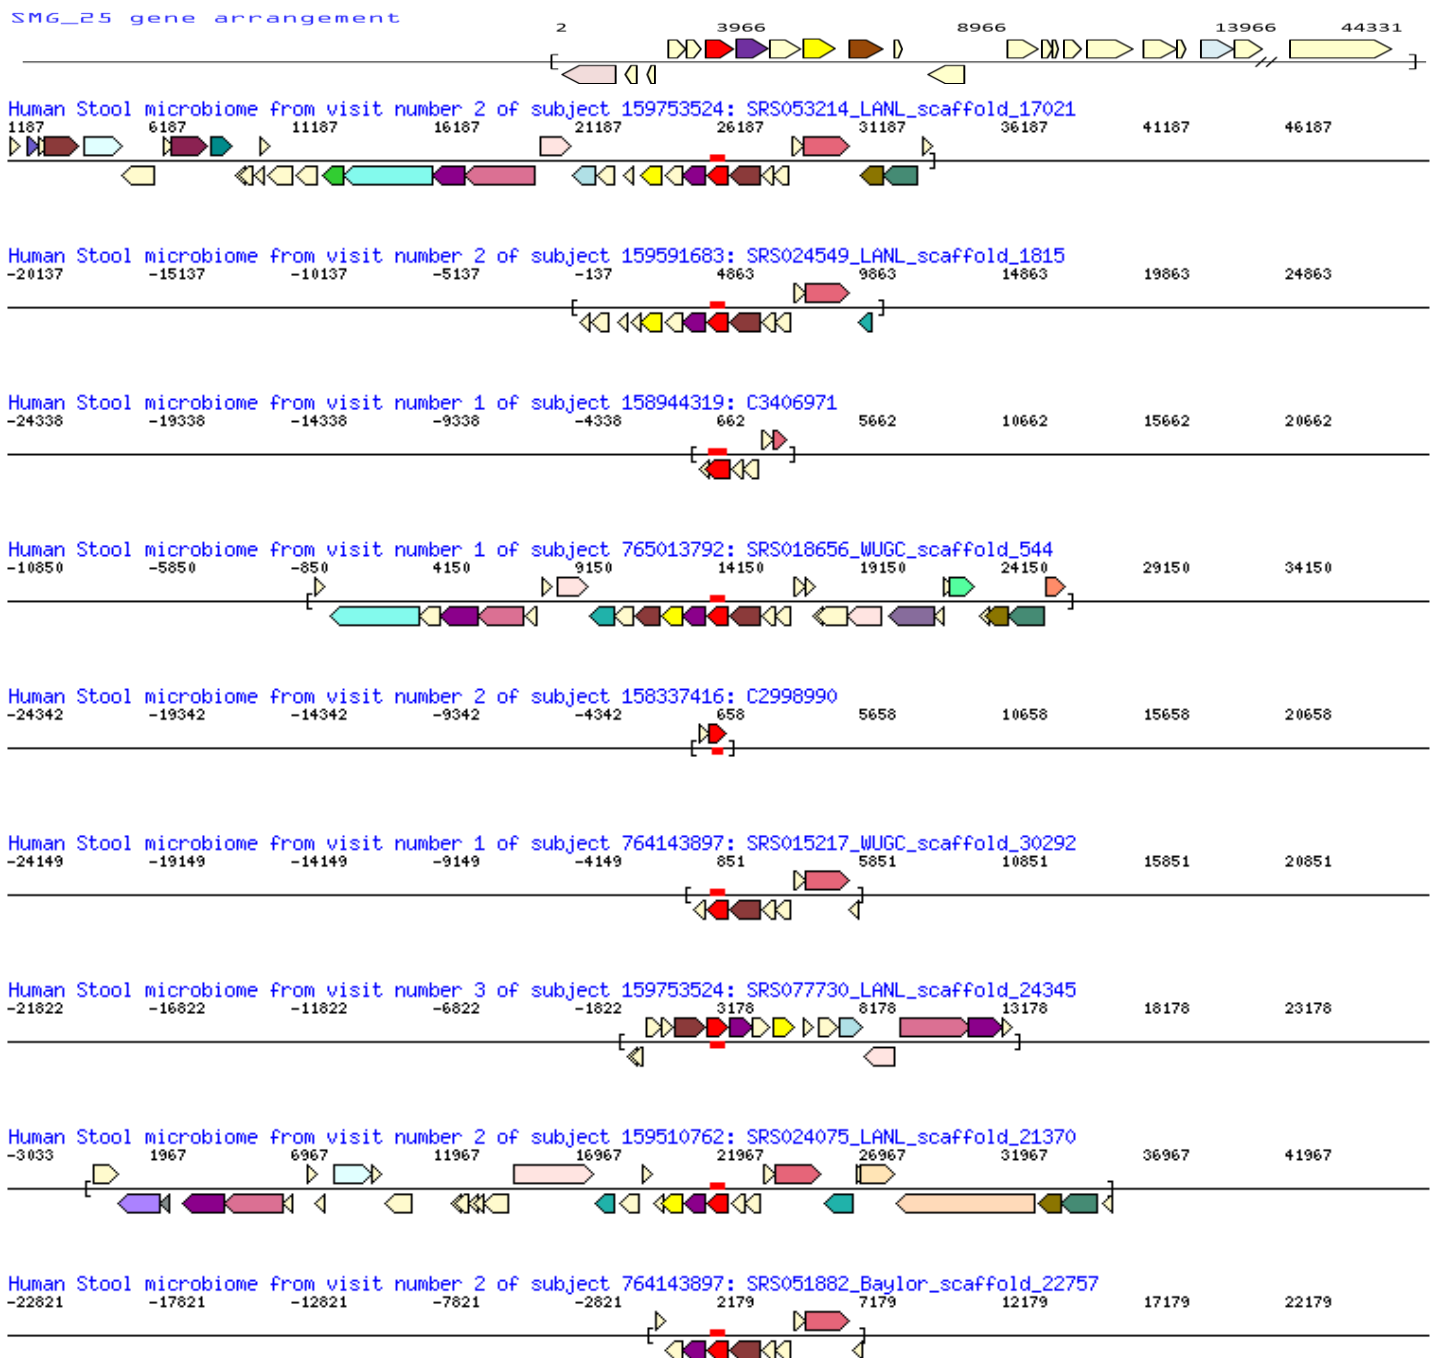 SMG_25 gene arrangement
2 3966 8966 13966 44331
Human Stool microbiome from visit number 2 of subject 159753524: SRS053214_LANL_scaffold_17021
1187 6187 11187 16187 21187 26187 31187 36187 41187 46187
Human Stool microbiome from visit number 2 of subject 159591683: SRS024549_LANL_scaffold_1815
-20137 -15137 -10137 -5137 -137 4863 9863 14863 19863 24863
Human Stool microbiome from visit number 1 of subject 158944319: C3406971
-24338 -19338 -14338 -9338 -4338 662 5662 10662 15662 20662
Human Stool microbiome from visit number 1 of subject 765013792: SRS018656_WUGC_scaffold_544
-10850 -5850 -850 4150 9150 14150 19150 24150 29150 34150
Human Stool microbiome from visit number 2 of subject 158337416: C2998990
-24342 -19342 -14342 -9342 -4342 658 5658 10658 15658 20658
Human Stool microbiome from visit number 1 of subject 764143897: SRS015217_WUGC_scaffold_30292
-24149 -19149 -14149 -9149 -4149 851 5851 10851 15851 20851
Human Stool microbiome from visit number 3 of subject 159753524: SRS077730_LANL_scaffold_24345
-21822 -16822 -11822 -6822 -1822 3178 8178 13178 18178 23178
Human Stool microbiome from visit number 2 of subject 159510762: SRS024075_LANL_scaffold_21370
-3033 1967 6967 11967 16967 21967 26967 31967 36967 41967
Human Stool microbiome from visit number 2 of subject 764143897: SRS051882_Baylor_scaffold_22757
-22821 -17821 -12821 -7821 -2821 2179 7179 12179 17179 22179